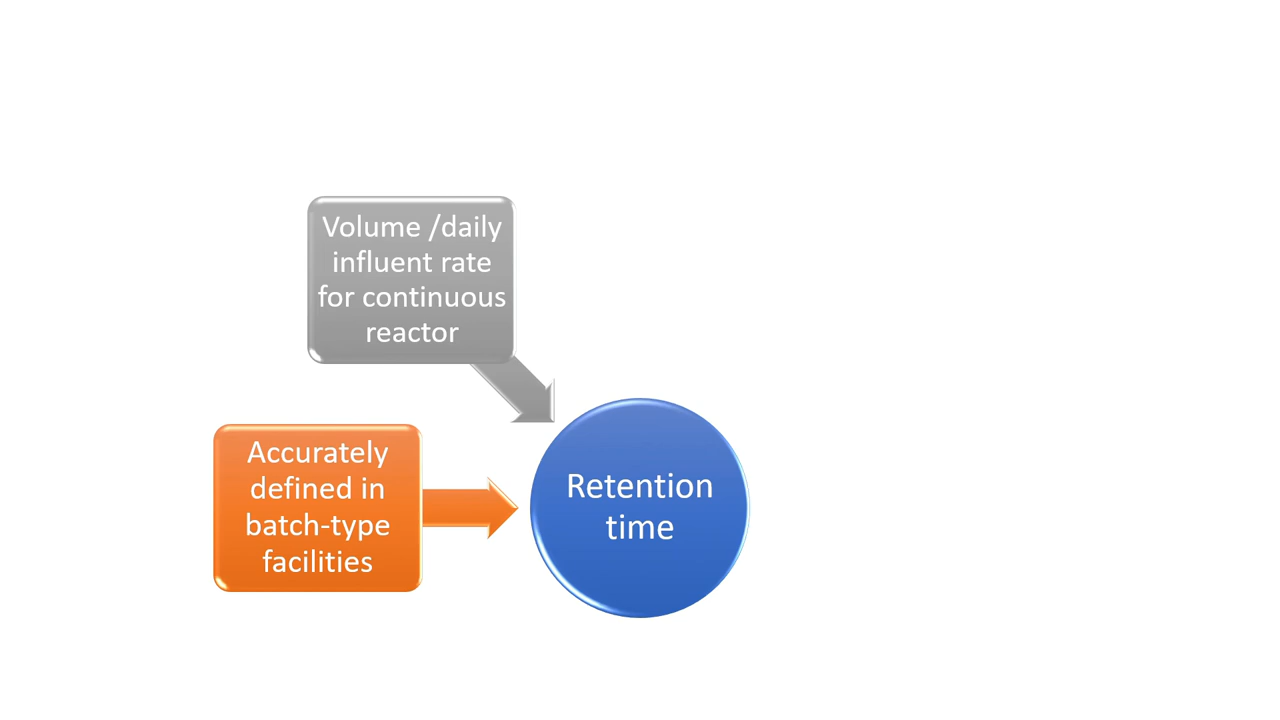 Volume /daily
influent rate
for continuous
reactor
Accurately
defined in
batch-type
facilities
Retention
time